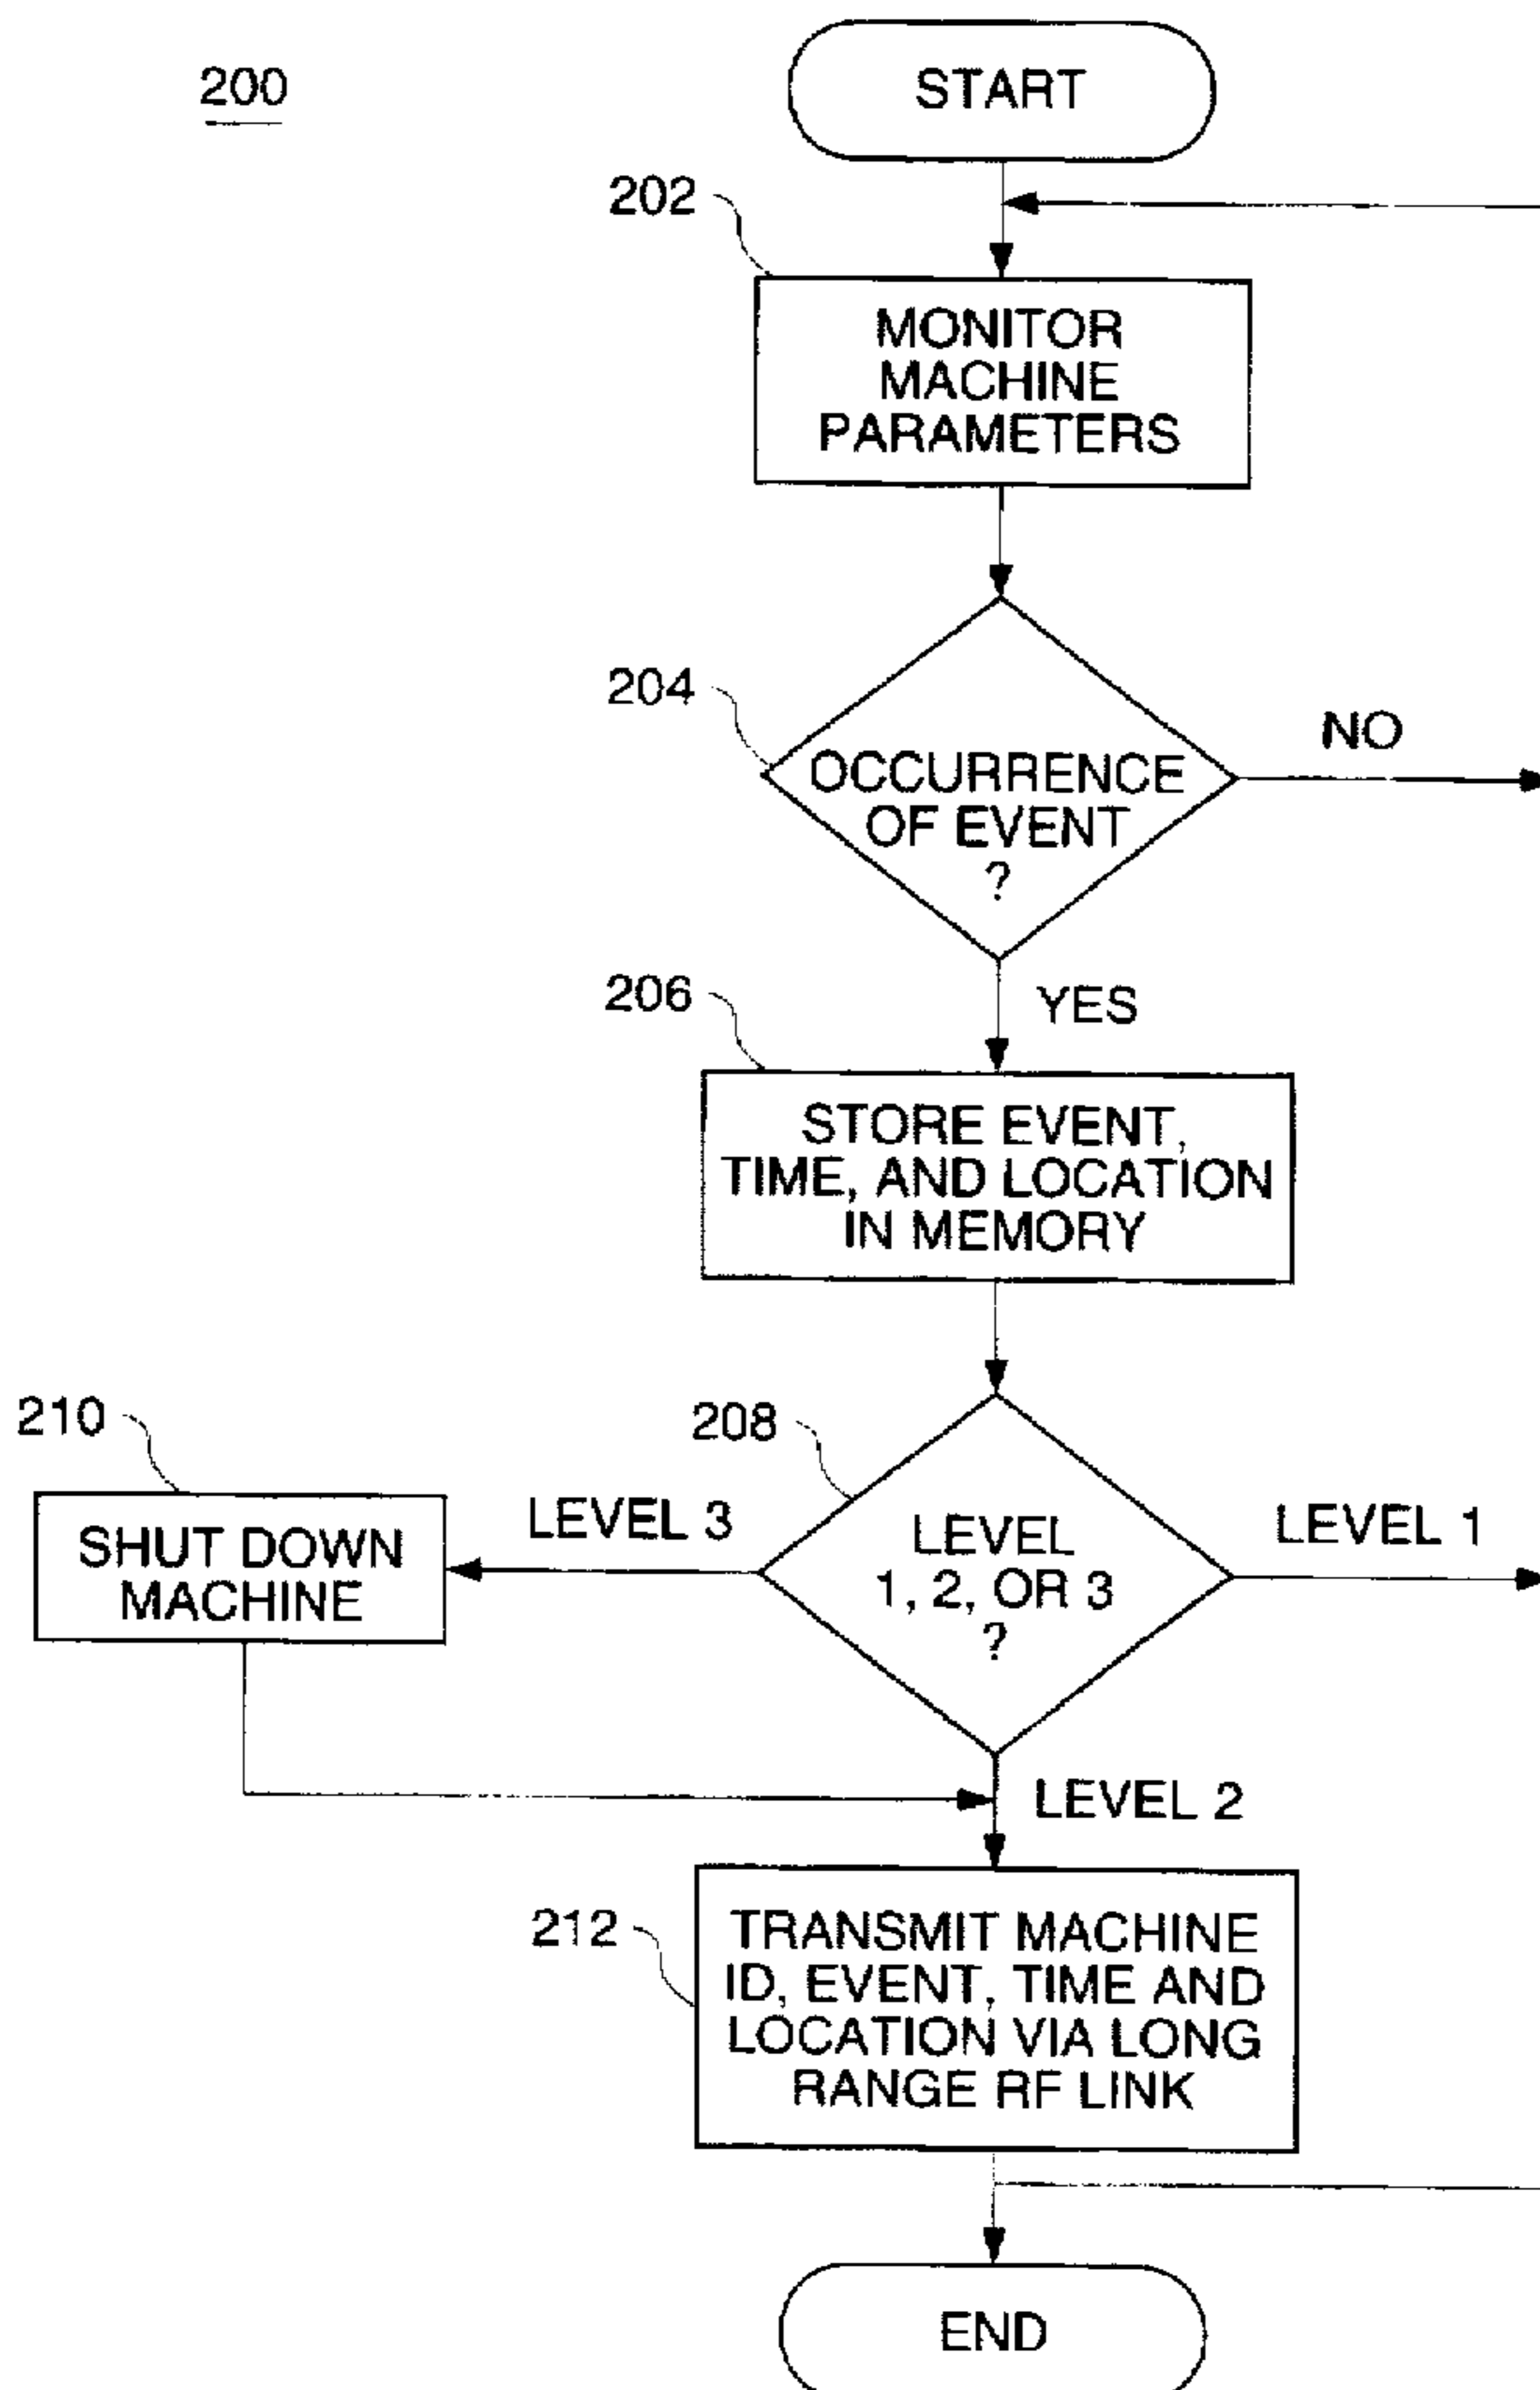 200
START
202
MONITOR
MACHINE
PARAMETERS
204
OCCURRENCE
OF EVENT
?
NO
206
YES
STORE EVENT,
TIME, AND LOCATION
IN MEMORY
210
208
SHUT DOWN
MACHINE
LEVEL 3
LEVEL
1, 2, OR 3
?
LEVEL 1
LEVEL 2
212
TRANSMIT MACHINE
ID, EVENT, TIME AND
LOCATION VIA LONG
RANGE RF LINK
END